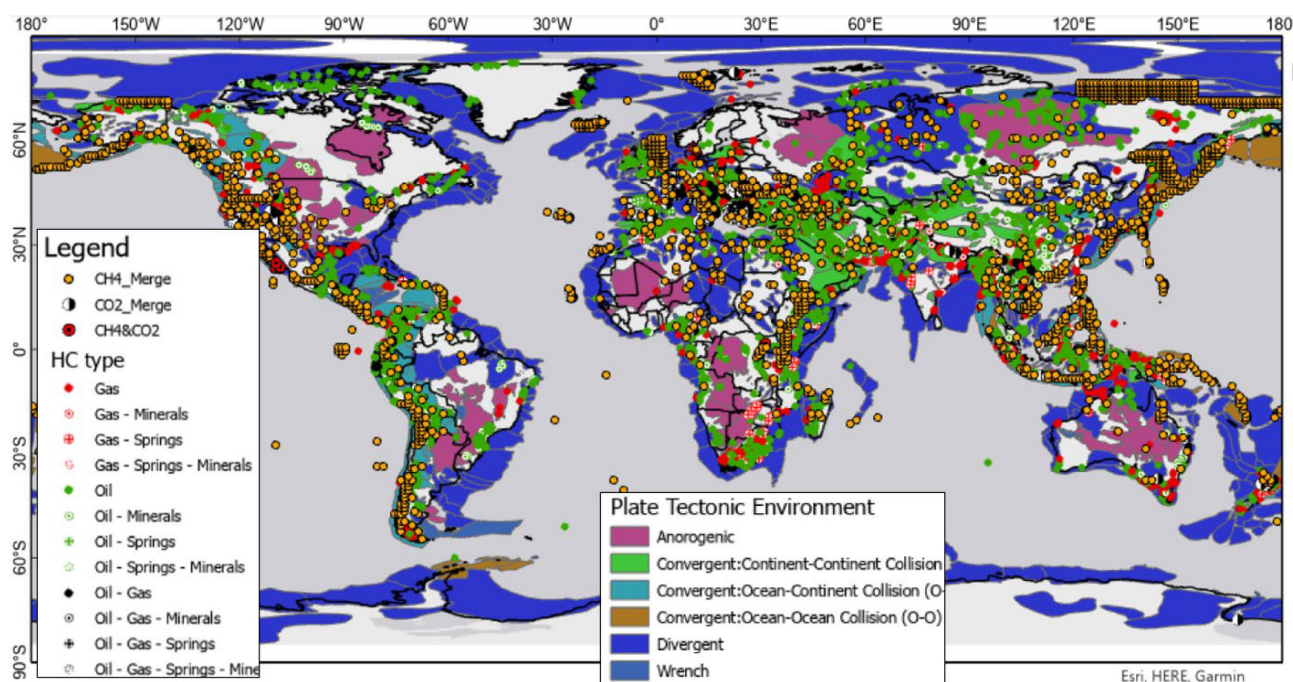 180° 150°W 120°W 90°W 60°W 30°W 0° 30°E 60°E 90°E 120°E 150°E 180
60°N
30°N
0°
30°S
60°S
90°S
Legend
CH4_Merge
CO2_Merge
CH4&CO2
HC type
Gas
Gas - Minerals
Gas - Springs
Gas - Springs - Minerals
Oil
Oil - Minerals
Oil - Springs
Oil - Springs - Minerals
Oil - Gas
Oil - Gas - Minerals
Oil - Gas - Springs
Oil - Gas - Springs - Mine
Plate Tectonic Environment
Anorogenic
Convergent:Continent-Continent Collision
Convergent:Ocean-Continent Collision (O-
Convergent:Ocean-Ocean Collision (O-O)
Divergent
Wrench
Esri, HERE, Garmin